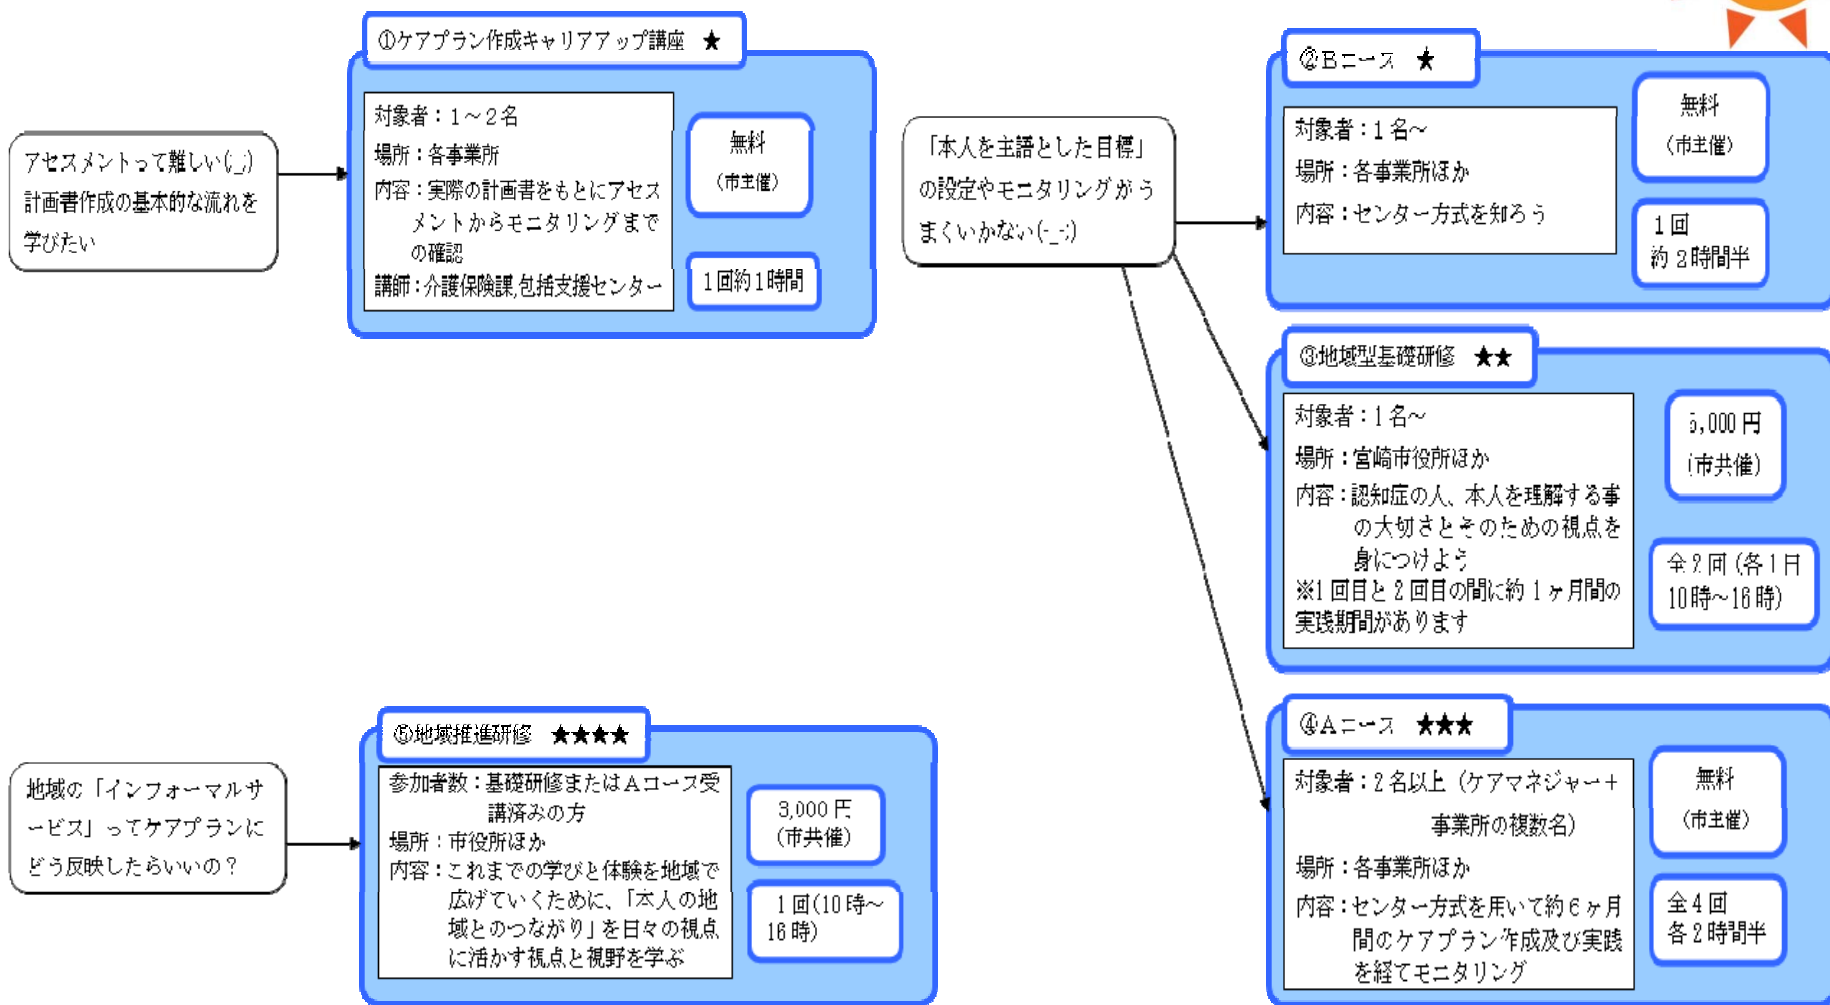 ①ケアプラン作成キャリアアップ講座 ★
アセスメントって難しい(;_;)
計画書作成の基本的な流れを
学びたい
対象者：1～2名
場所：各事業所
内容：実際の計画書をもとにアセス
メントからモニタリングまで
の確認
講師：介護保険課,包括支援センター
無料
（市主催）
1回約1時間
「本人を主語とした目標」
の設定やモニタリングがう
まくいかない(-_-;)
②Bコース ★
対象者：1名～
場所：各事業所ほか
内容：センター方式を知ろう
無料
（市主催）
1回
約2時間半
③地域型基礎研修 ★★
対象者：1名～
場所：宮崎市役所ほか
内容：認知症の人、本人を理解する事
の大切さとそのための視点を
身につけよう
※1回目と2回目の間に約1ヶ月間の
実践期間があります
5,000円
（市共催）
全2回(各1日
10時～16時)
④Aコース ★★★
対象者：2名以上（ケアマネジャー＋
事業所の複数名）
場所：各事業所ほか
内容：センター方式を用いて約6ヶ月
間のケアプラン作成及び実践
を経てモニタリング
無料
（市主催）
全4回
各2時間半
地域の「インフォーマルサ
ービス」ってケアプランに
どう反映したらいいの？
⑤地域推進研修 ★★★★
参加者数：基礎研修またはAコース受
講済みの方
場所：市役所ほか
内容：これまでの学びと体験を地域で
広げていくために、「本人の地
域とのつながり」を日々の視点
に活かす視点と視野を学ぶ
3,000円
（市共催）
1回(10時～
16時)